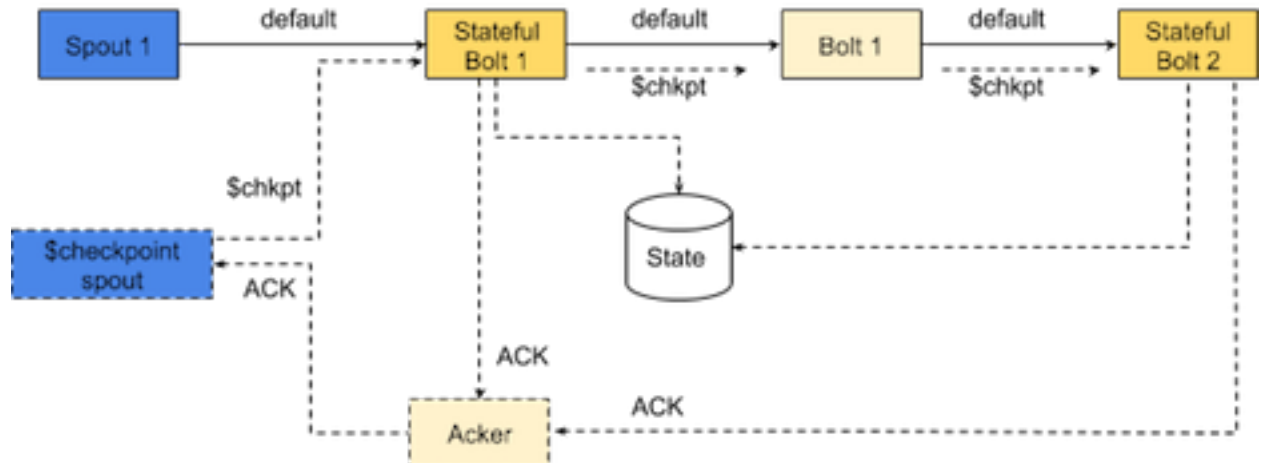 default
default
default
Spout 1
Stateful
Bolt 1
Bolt 1
Stateful
Bolt 2
$chkpt
$chkpt
$chkpt
$checkpoint
spout
State
ACK
ACK
ACK
Acker